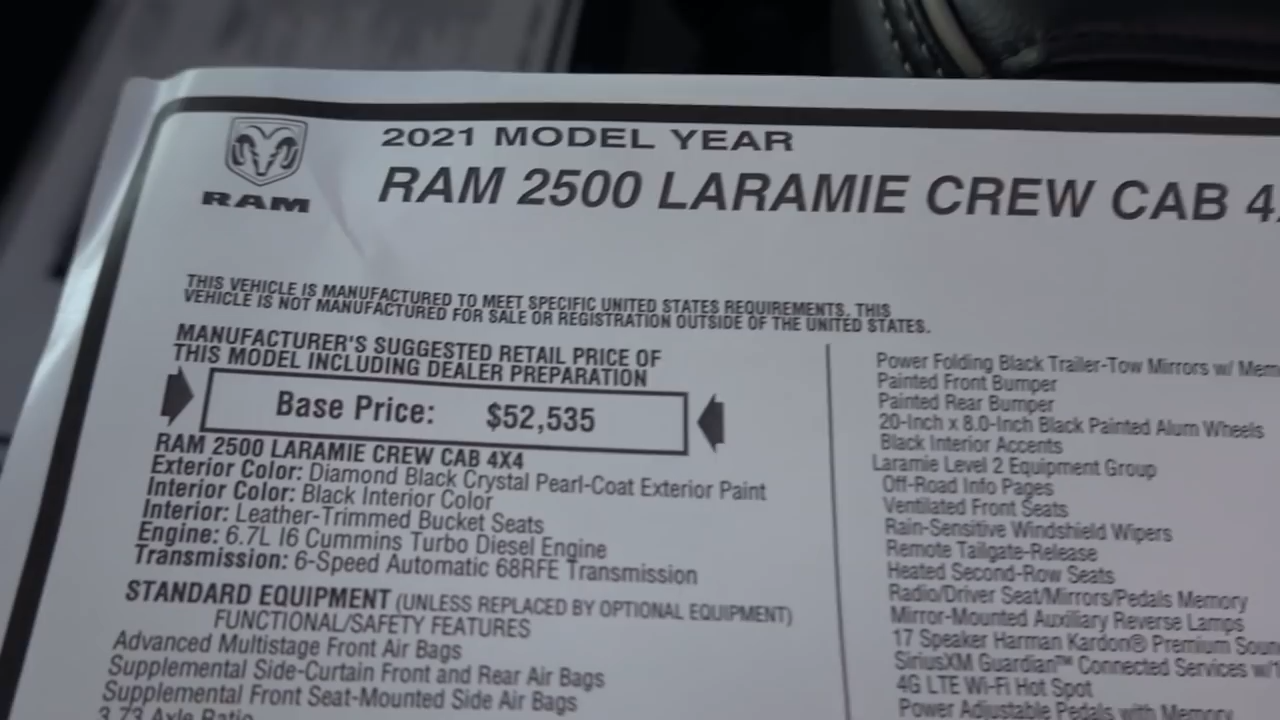 2021 MODEL YEAR
RAM
RAM 2500 LARAMIE CREW CAB
THIS VEHICLE IS MANUFACTURED TO MEET SPECIFIC UNITED STATES REQUIREMENTS. THIS
VEHICLE IS NOT MANUFACTURED FOR SALE OR REGISTRATION OUTSIDE OF THE UNITED STATES.
MANUFACTURER'S SUGGESTED RETAIL PRICE OF
THIS MODEL INCLUDING DEALER PREPARATION
Base Price: $52,535
RAM 2500 LARAMIE CREW CAB 4X4
Exterior Color: Diamond Black Crystal Pearl-Coat Exterior Paint
Interior Color: Black Interior Color
Interior: Leather-Trimmed Bucket Seats
Engine: 6.7L I6 Cummins Turbo Diesel Engine
Transmission: 6-Speed Automatic 68RFE Transmission
STANDARD EQUIPMENT (UNLESS REPLACED BY OPTIONAL EQUIPMENT)
FUNCTIONAL/SAFETY FEATURES
Advanced Multistage Front Air Bags
Supplemental Side-Curtain Front and Rear Air Bags
Supplemental Front Seat-Mounted Side Air Bags
3.73 Axle Ratio
Power Folding Black Trailer-Tow Mirrors w/
Painted Front Bumper
Painted Rear Bumper
20-Inch x 8.0-Inch Black Painted Alum Wheels
Black Interior Accents
Laramie Level 2 Equipment Group
Off-Road Info Pages
Ventilated Front Seats
Rain-Sensitive Windshield Wipers
Remote Tailgate-Release
Heated Second-Row Seats
Radio/Driver Seat/Mirrors/Pedals Memory
Mirror-Mounted Auxiliary Reverse Lamps
17 Speaker Harman Kardon® Premium
SiriusXM Guardian™ Connected Services
4G LTE Wi-Fi Hot Spot
Power Adjustable Pedals with Memory